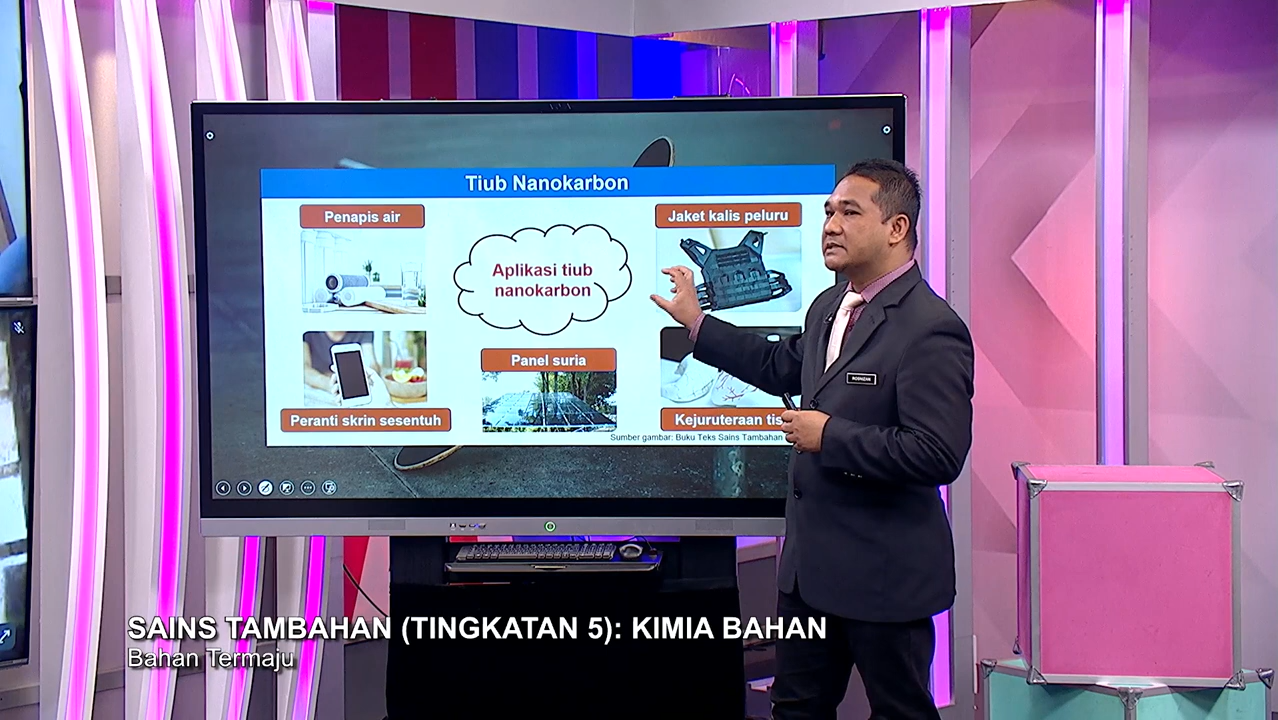 Tiub Nanokarbon
Penapis air
Jaket kalis peluru
Aplikasi tiub
nanokarbon
Panel suria
Peranti skrin sesentuh
Kejuruteraan
Sumber gambar: Buku Teks Sains Tambahan
SAINS TAMBAHAN (TINGKATAN 5): KIMIA BAHAN
Bahan Termaju